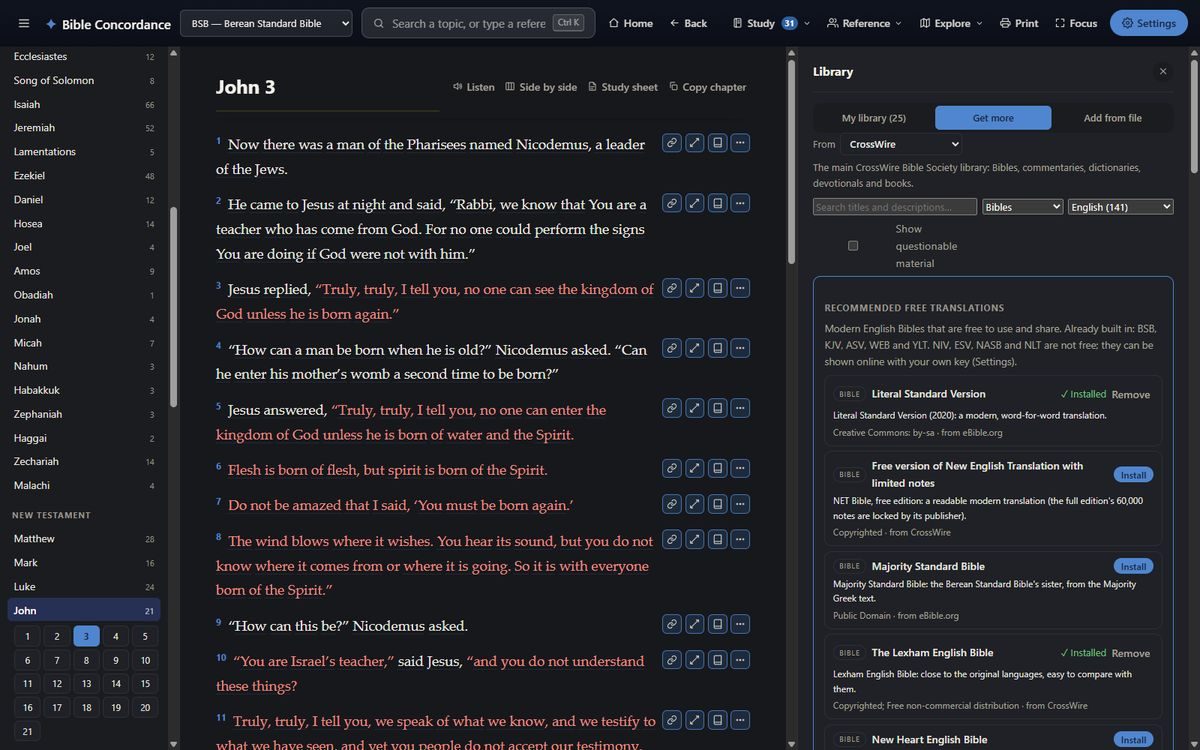 Bible Concordance
BSB — Berean Standard Bible
Search a topic, or type a refere
Ctrl K
Home
Back
Study 31
Reference
Explore
Print
Focus
Settings
Ecclesiastes 12
Song of Solomon 8
Isaiah 66
Jeremiah 52
Lamentations 5
Ezekiel 48
Daniel 12
Hosea 14
Joel 4
Amos 9
Obadiah 1
Jonah 4
Micah 7
Nahum 3
Habakkuk 3
Zephaniah 3
Haggai 2
Zechariah 14
Malachi 4
NEW TESTAMENT
Matthew 28
Mark 16
Luke 24
John 21
1 2 3 4 5
6 7 8 9 10
11 12 13 14 15
16 17 18 19 20
21
John 3
Listen
Side by side
Study sheet
Copy chapter
1 Now there was a man of the Pharisees named Nicodemus, a leader
of the Jews.
2 He came to Jesus at night and said, “Rabbi, we know that You are a
teacher who has come from God. For no one could perform the signs
You are doing if God were not with him.”
3 Jesus replied, “Truly, truly, I tell you, no one can see the kingdom of
God unless he is born again.”
4 “How can a man be born when he is old?” Nicodemus asked. “Can
he enter his mother’s womb a second time to be born?”
5 Jesus answered, “Truly, truly, I tell you, no one can enter the
kingdom of God unless he is born of water and the Spirit.
6 Flesh is born of flesh, but spirit is born of the Spirit.
7 Do not be amazed that I said, ‘You must be born again.’
8 The wind blows where it wishes. You hear its sound, but you do not
know where it comes from or where it is going. So it is with everyone
born of the Spirit.”
9 “How can this be?” Nicodemus asked.
10 “You are Israel’s teacher,” said Jesus, “and you do not understand
these things?
11 Truly, truly, I tell you, we speak of what we know, and we testify to
what we have seen, and yet you people do not accept our testimony.
Library
My library (25)
Get more
Add from file
From CrossWire
The main CrossWire Bible Society library: Bibles, commentaries, dictionaries,
devotionals and books.
Search titles and descriptions...
Bibles
English (141)
Show
questionable
material
RECOMMENDED FREE TRANSLATIONS
Modern English Bibles that are free to use and share. Already built in: BSB,
KJV, ASV, WEB and YLT. NIV, ESV, NASB and NLT are not free; they can be
shown online with your own key (Settings).
BIBLE Literal Standard Version ✓ Installed Remove
Literal Standard Version (2020): a modern, word-for-word translation.
Creative Commons: by-sa · from eBible.org
BIBLE Free version of New English Translation with
limited notes
Install
NET Bible, free edition: a readable modern translation (the full edition's 60,000
notes are locked by its publisher).
Copyrighted · from CrossWire
BIBLE Majority Standard Bible Install
Majority Standard Bible: the Berean Standard Bible's sister, from the Majority
Greek text.
Public Domain · from eBible.org
BIBLE The Lexham English Bible ✓ Installed Remove
Lexham English Bible: close to the original languages, easy to compare with
them.
Copyrighted; Free non-commercial distribution · from CrossWire
BIBLE New Heart English Bible Install